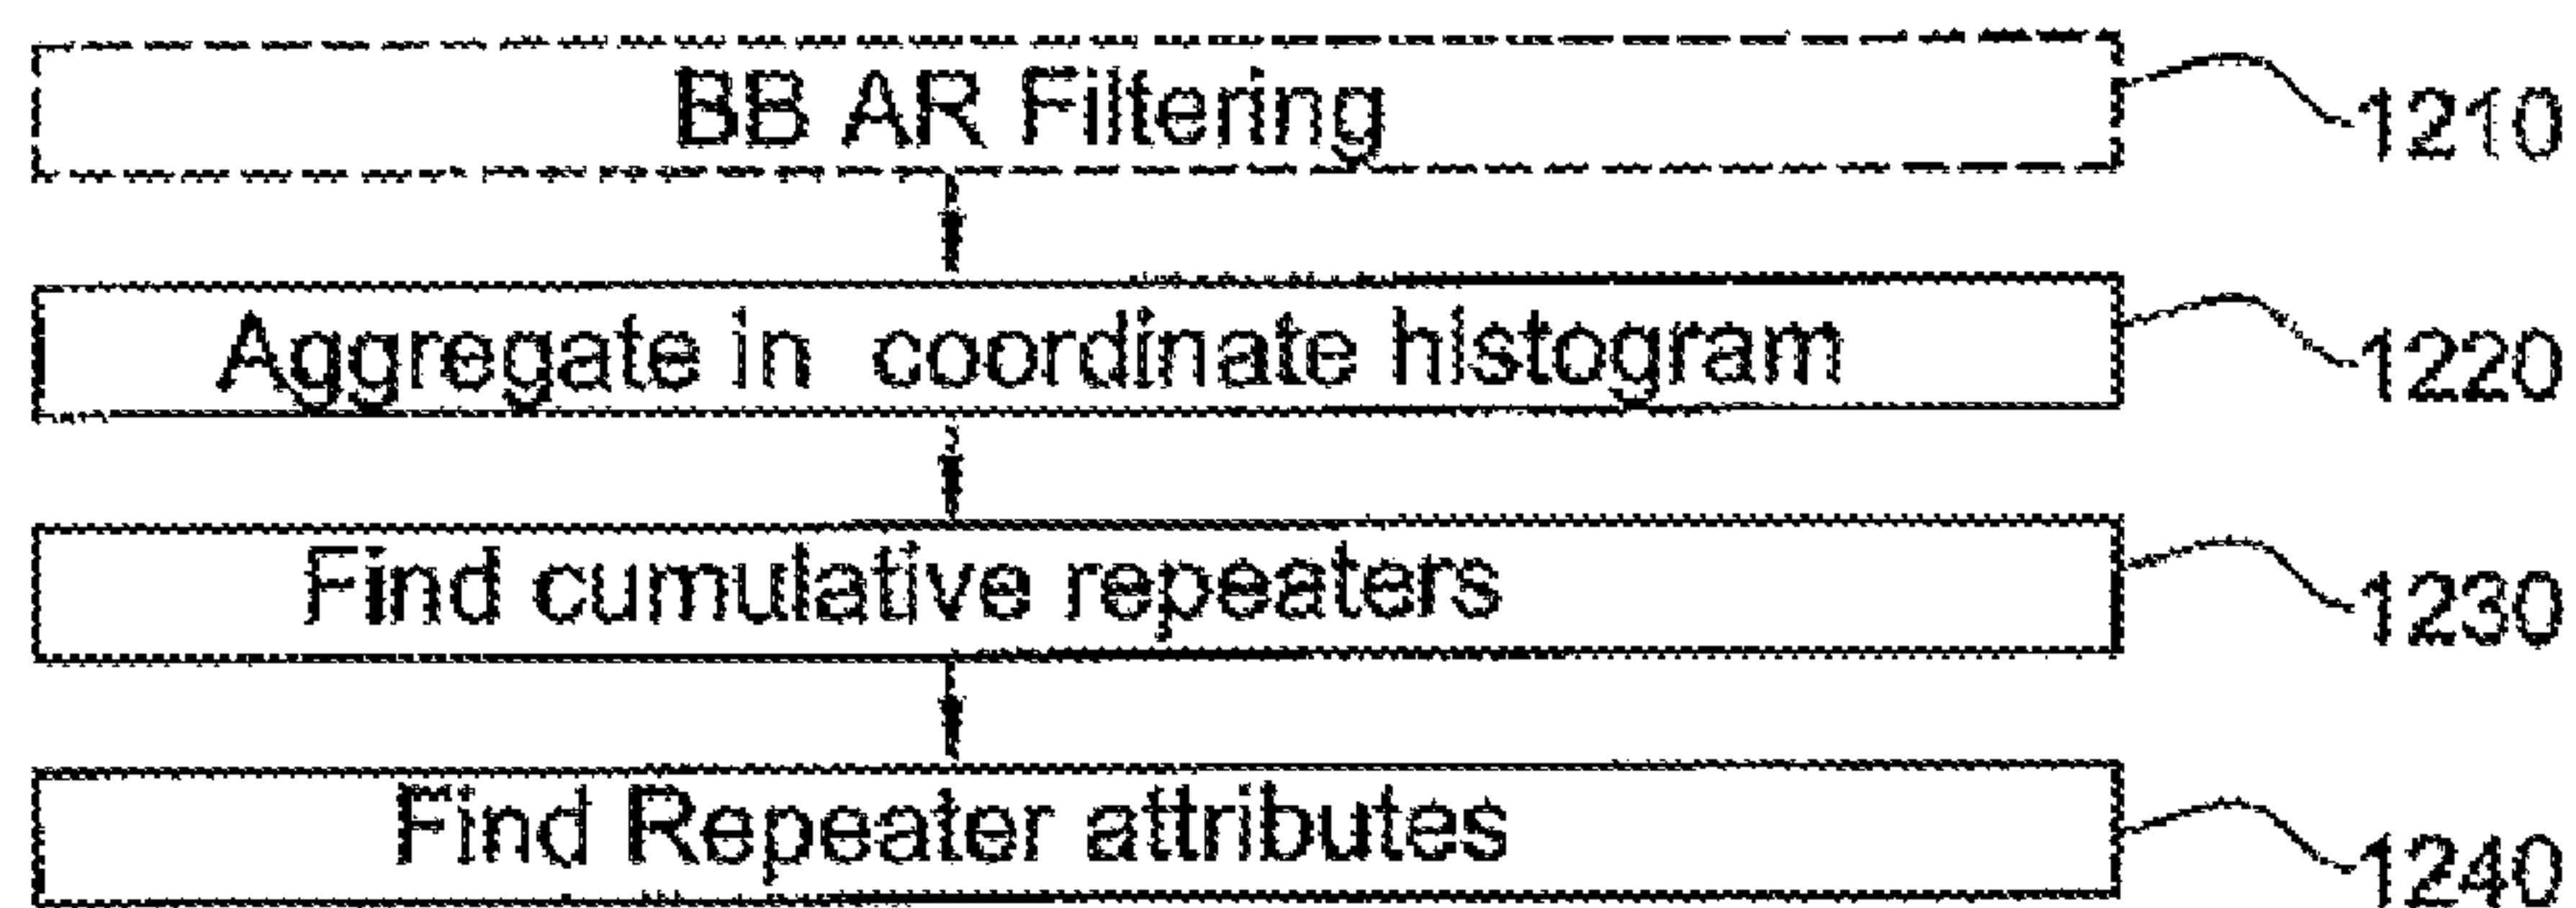 BB AR Filtering 1210
Aggregate in coordinate histogram 1220
Find cumulative repeaters 1230
Find Repeater attributes 1240